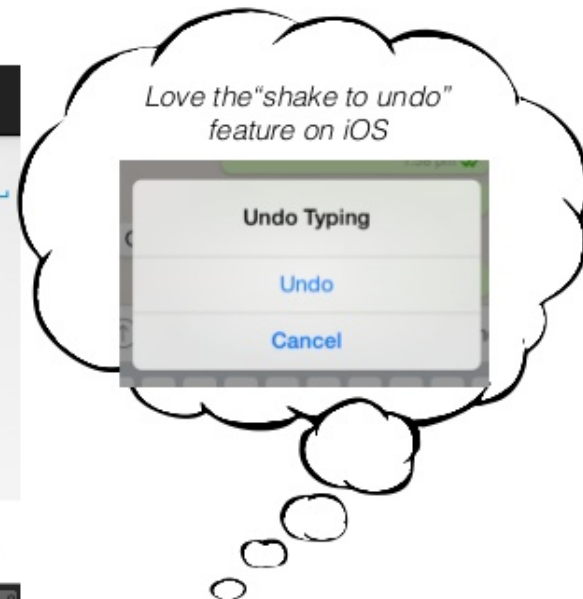 Love the“shake to undo”
feature on iOS
Undo Typing
Undo
Cancel